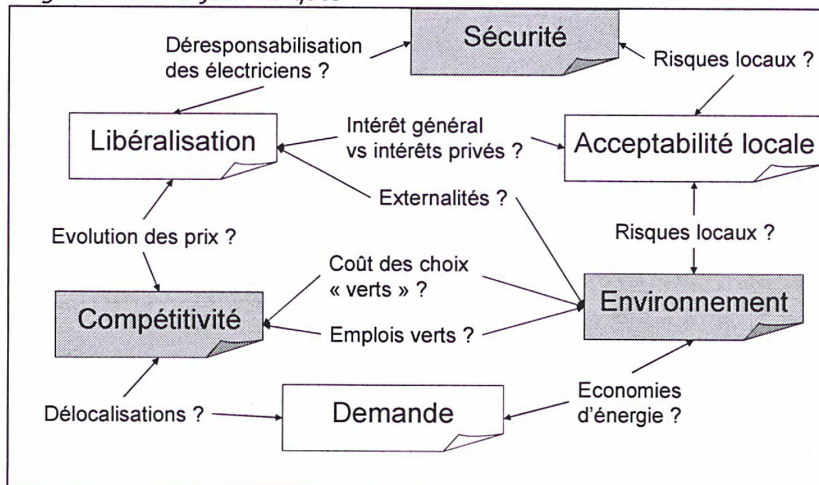 Déresponsabilisation
des électriciens ?
Sécurité
Risques locaux ?
Libéralisation
Intérêt général
vs intérêts privés ?
Acceptabilité locale
Externalités ?
Evolution des prix ?
Risques locaux ?
Coût des choix
« verts » ?
Compétitivité
Environnement
Emplois verts ?
Délocalisations ?
Demande
Economies
d'énergie ?